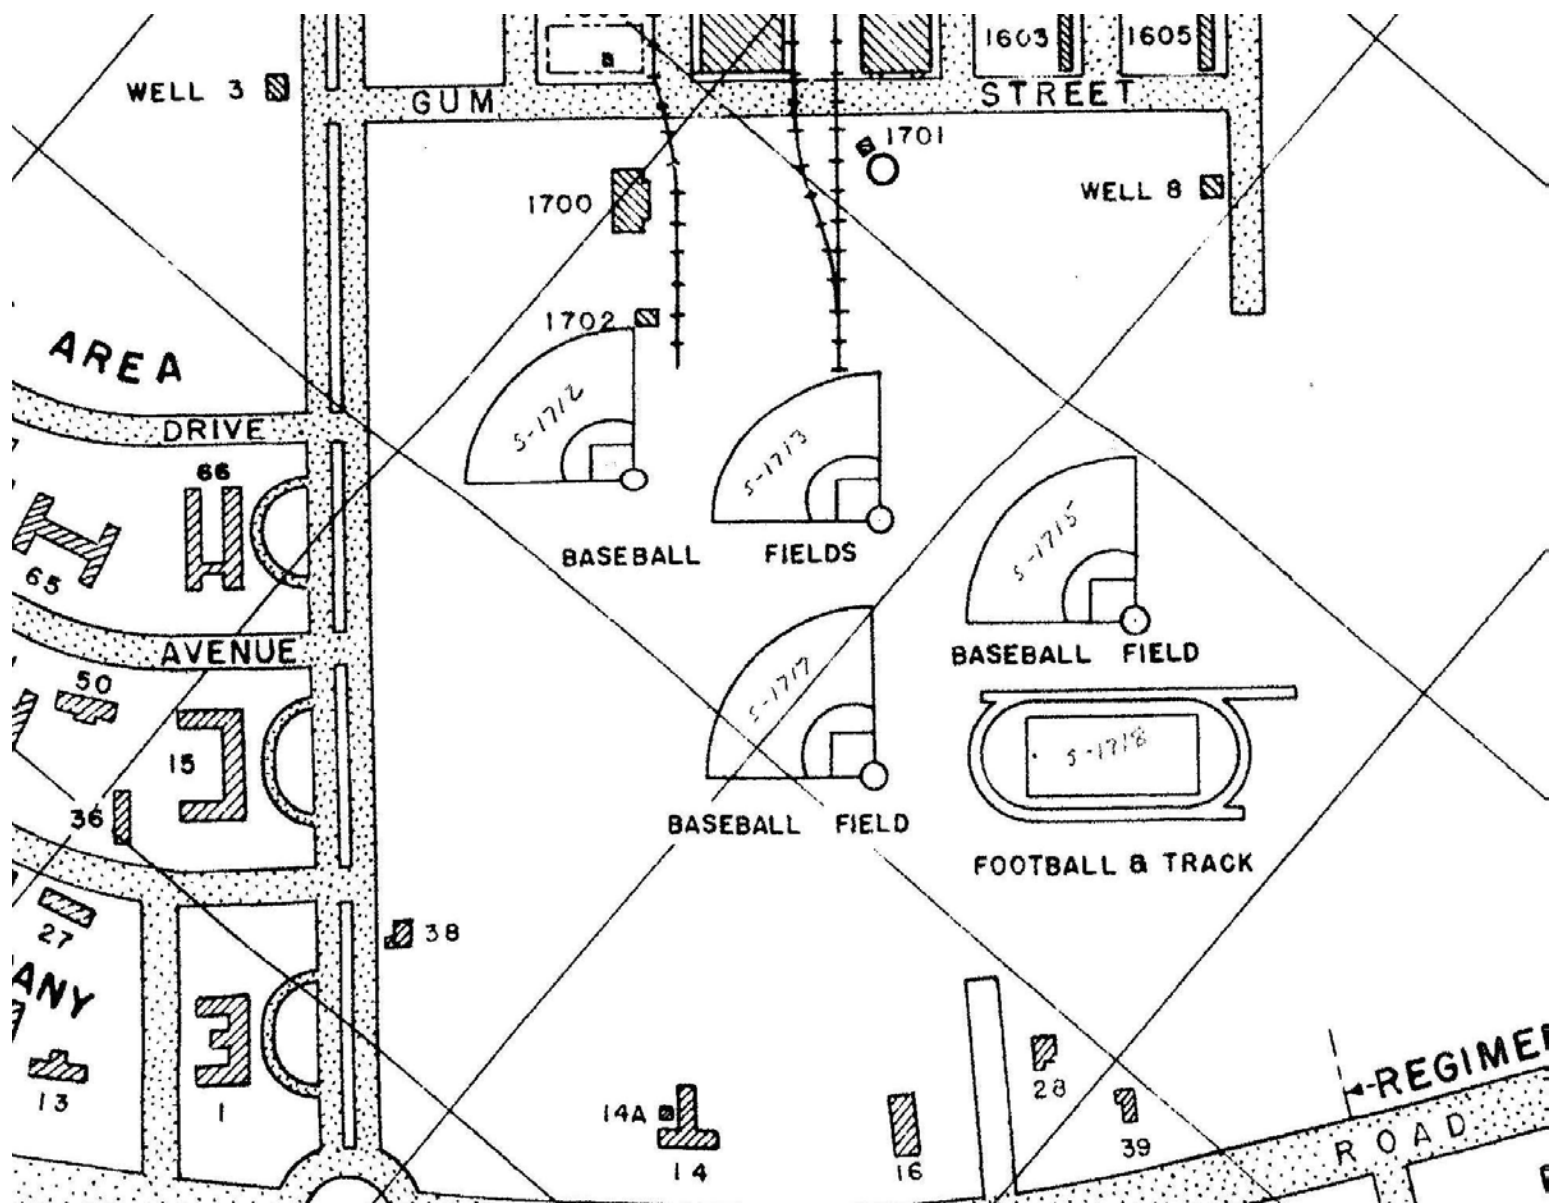 1603
1605
WELL 3
GUM
STREET
1701
1700
WELL 8
1702
AREA
S-1712
DRIVE
S-1713
66
S-1715
BASEBALL FIELDS
65
AVENUE
BASEBALL FIELD
50
S-1717
15
S-1718
36
BASEBALL FIELD
FOOTBALL & TRACK
27
38
ANY
REGIME
28
13
1
14A
ROAD
39
14
16